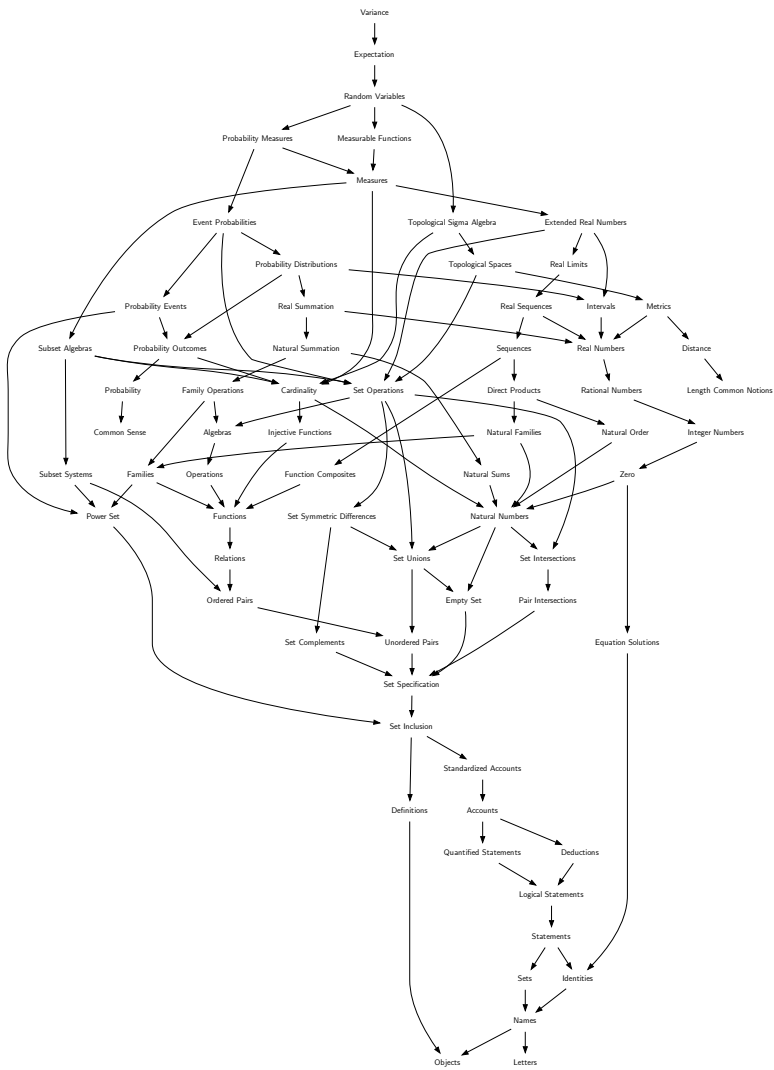 Variance
Expectation
Random Variables
Probability Measures
Measurable Functions
Measures
Event Probabilities
Topological Sigma Algebra
Extended Real Numbers
Probability Distributions
Topological Spaces
Real Limits
Probability Events
Real Summation
Real Sequences
Intervals
Metrics
Subset Algebras
Probability Outcomes
Natural Summation
Sequences
Real Numbers
Distance
Probability
Family Operations
Cardinality
Set Operations
Direct Products
Rational Numbers
Length Common Notions
Common Sense
Algebras
Injective Functions
Natural Families
Natural Order
Integer Numbers
Subset Systems
Families
Operations
Function Composites
Natural Sums
Zero
Power Set
Functions
Set Symmetric Differences
Natural Numbers
Relations
Set Unions
Set Intersections
Ordered Pairs
Empty Set
Pair Intersections
Set Complements
Unordered Pairs
Equation Solutions
Set Specification
Set Inclusion
Standardized Accounts
Definitions
Accounts
Quantified Statements
Deductions
Logical Statements
Statements
Sets
Identities
Names
Objects
Letters